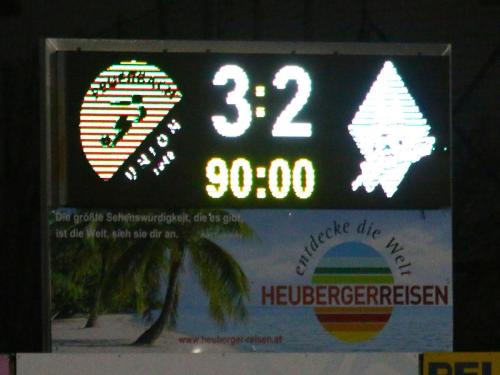 3:2
UNION
90:00
Die größte Sehenswürdigkeit, die es gibt,
ist die Welt, sieh sie dir an.
entdecke die Welt
HEUBERGERREISEN
www.heuberger-reisen.at